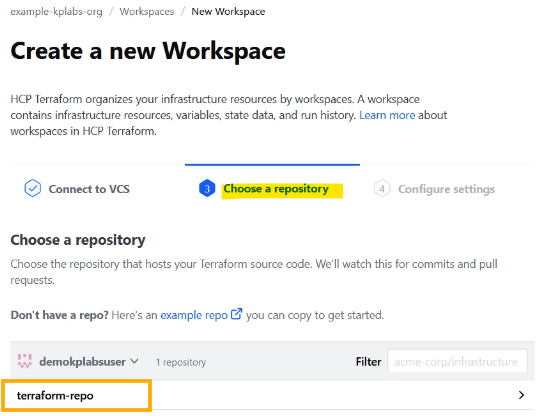 example-kplabs-org / Workspaces / New Workspace
Create a new Workspace
HCP Terraform organizes your infrastructure resources by workspaces. A workspace
contains infrastructure resources, variables, state data, and run history. Learn more about
workspaces in HCP Terraform.
Connect to VCS 3 Choose a repository 4 Configure settings
Choose a repository
Choose the repository that hosts your Terraform source code. We'll watch this for commits and pull
requests.
Don't have a repo? Here's an example repo you can copy to get started.
demokplabsuser 1 repository Filter acme-corp/infrastructure
terraform-repo